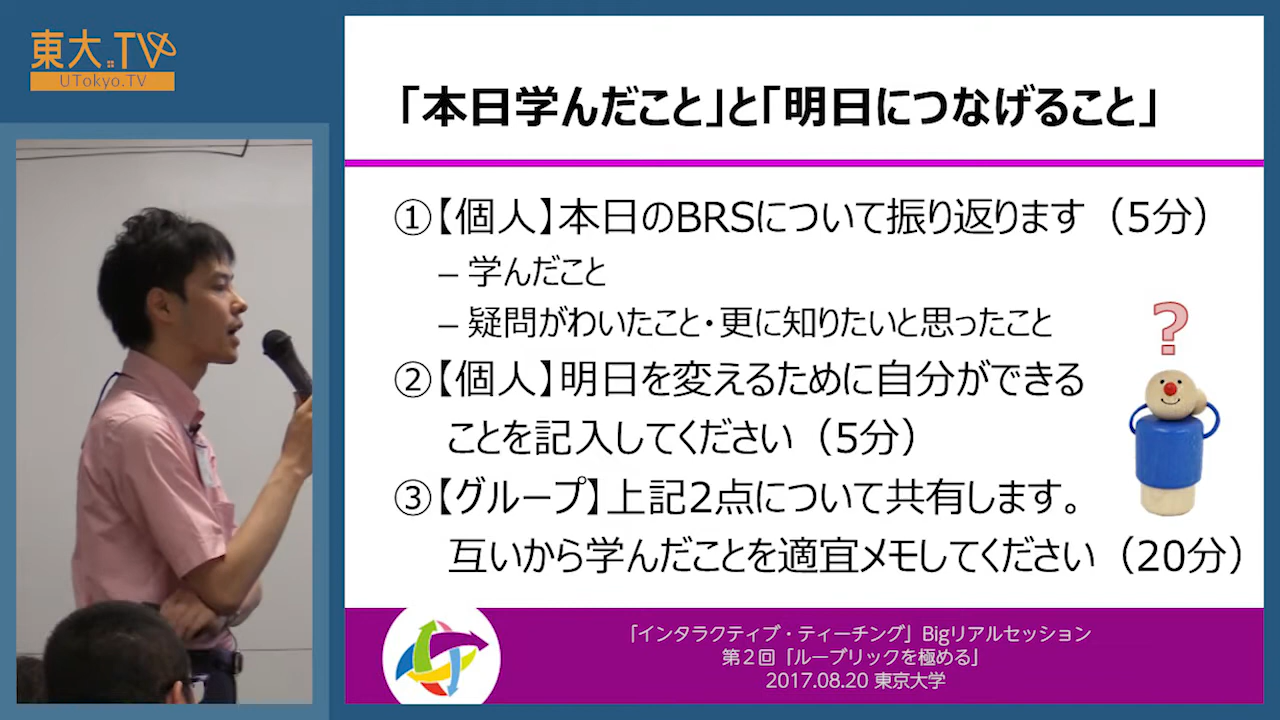 東大.TV
UTokyo.TV
「本日学んだこと」と「明日につなげること」
①【個人】本日のBRSについて振り返ります（5分）
– 学んだこと
– 疑問がわいたこと・更に知りたいと思ったこと
?
②【個人】明日を変えるために自分ができる
ことを記入してください（5分）
③【グループ】上記2点について共有します。
互いから学んだことを適宜メモしてください（20分）
「インタラクティブ・ティーチング」Bigリアルセッション
第２回「ルーブリックを極める」
2017.08.20 東京大学